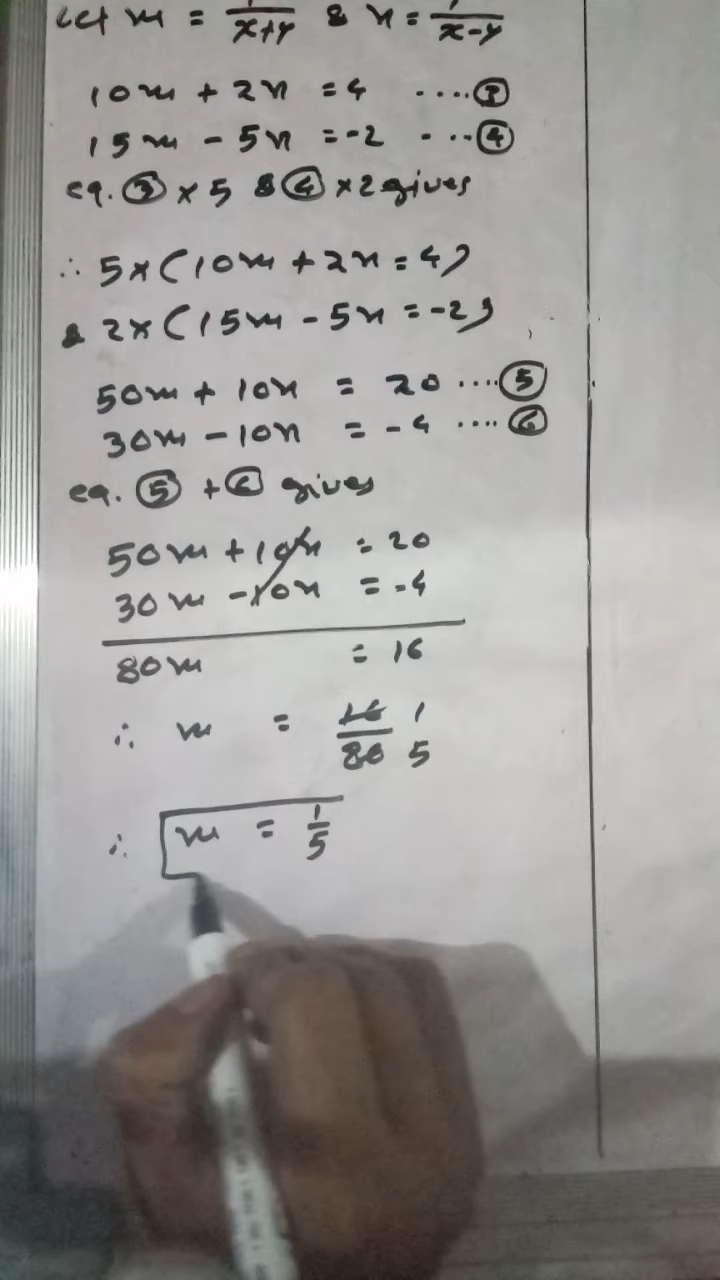 let m = 1/x+y & n = 1/x-y
10m + 2n = 4 ....③
15m - 5n = -2 ...④
eq. ③ x 5 & ④ x 2 gives
∴ 5x(10m + 2n = 4)
& 2x(15m - 5n = -2)
50m + 10n = 20 ....⑤
30m - 10n = -4 ....⑥
eq. ⑤ + ⑥ gives
50m + 10n = 20
30m - 10n = -4
80m = 16
∴ m = 16/80 1/5
∴ m = 1/5